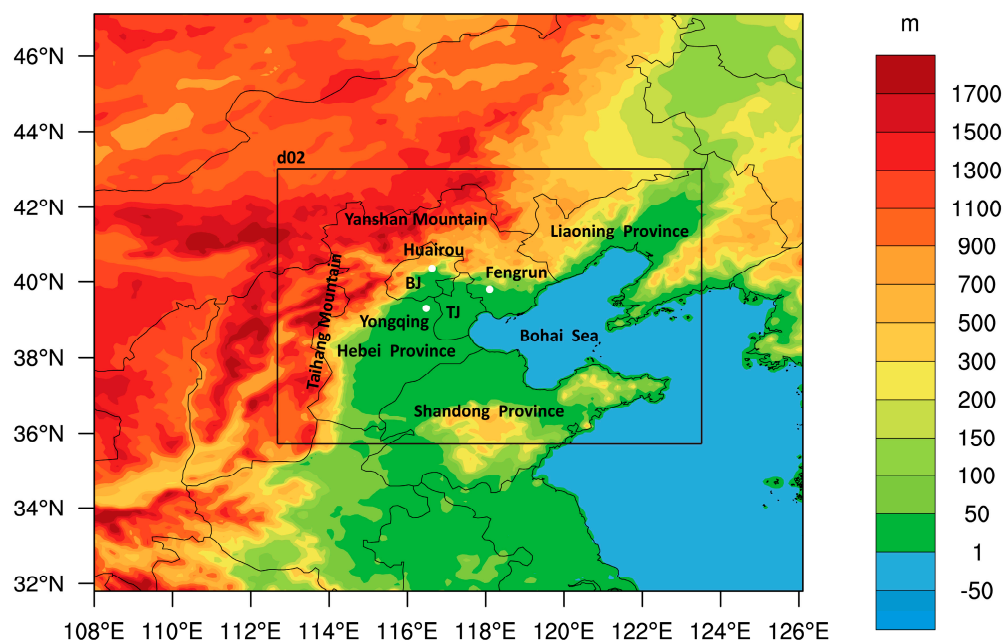 m
46°N
44°N
42°N
40°N
38°N
36°N
34°N
32°N
d02
Yanshan Mountain
Liaoning Province
Huairou
Fengrun
BJ
TJ
Yongqing
Bohai Sea
Hebei Province
Taihang Mountain
Shandong Province
108°E 110°E 112°E 114°E 116°E 118°E 120°E 122°E 124°E 126°E
1700
1500
1300
1100
900
700
500
300
200
150
100
50
1
-50